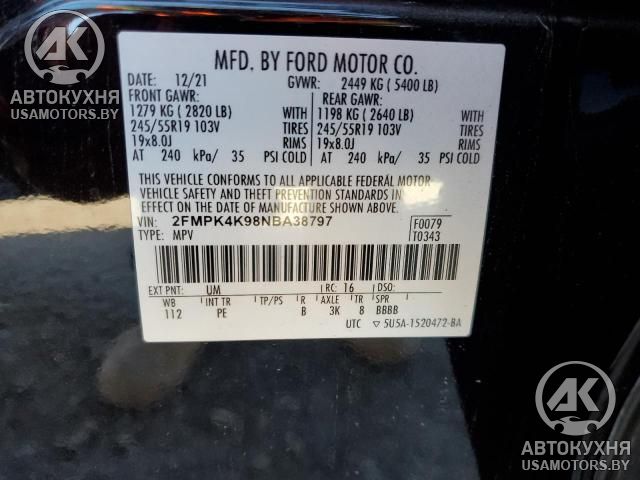 MFD. BY FORD MOTOR CO.
DATE: 12/21 GVWR: 2449 KG ( 5400 LB)
FRONT GAWR: REAR GAWR:
1279 KG ( 2820 LB) WITH 1198 KG ( 2640 LB) WITH
245/55R19 103V TIRES 245/55R19 103V TIRES
19x8.0J RIMS 19x8.0J RIMS
AT 240 kPa/ 35 PSI COLD AT 240 kPa/ 35 PSI COLD
THIS VEHICLE CONFORMS TO ALL APPLICABLE FEDERAL MOTOR
VEHICLE SAFETY AND THEFT PREVENTION STANDARDS IN
EFFECT ON THE DATE OF MANUFACTURE SHOWN ABOVE.
VIN: 2FMPK4K98NBA38797 F0079
TYPE: MPV T0343
EXT PNT: UM RC: 16 DSO:
WB INT TR TP/PS R AXLE TR SPR
112 PE B 3K 8 BBBB
UTC ▽5U5A-1520472-BA
АК
АВТОКУХНЯ
USAMOTORS.BY
АК
АВТОКУХНЯ
USAMOTORS.BY